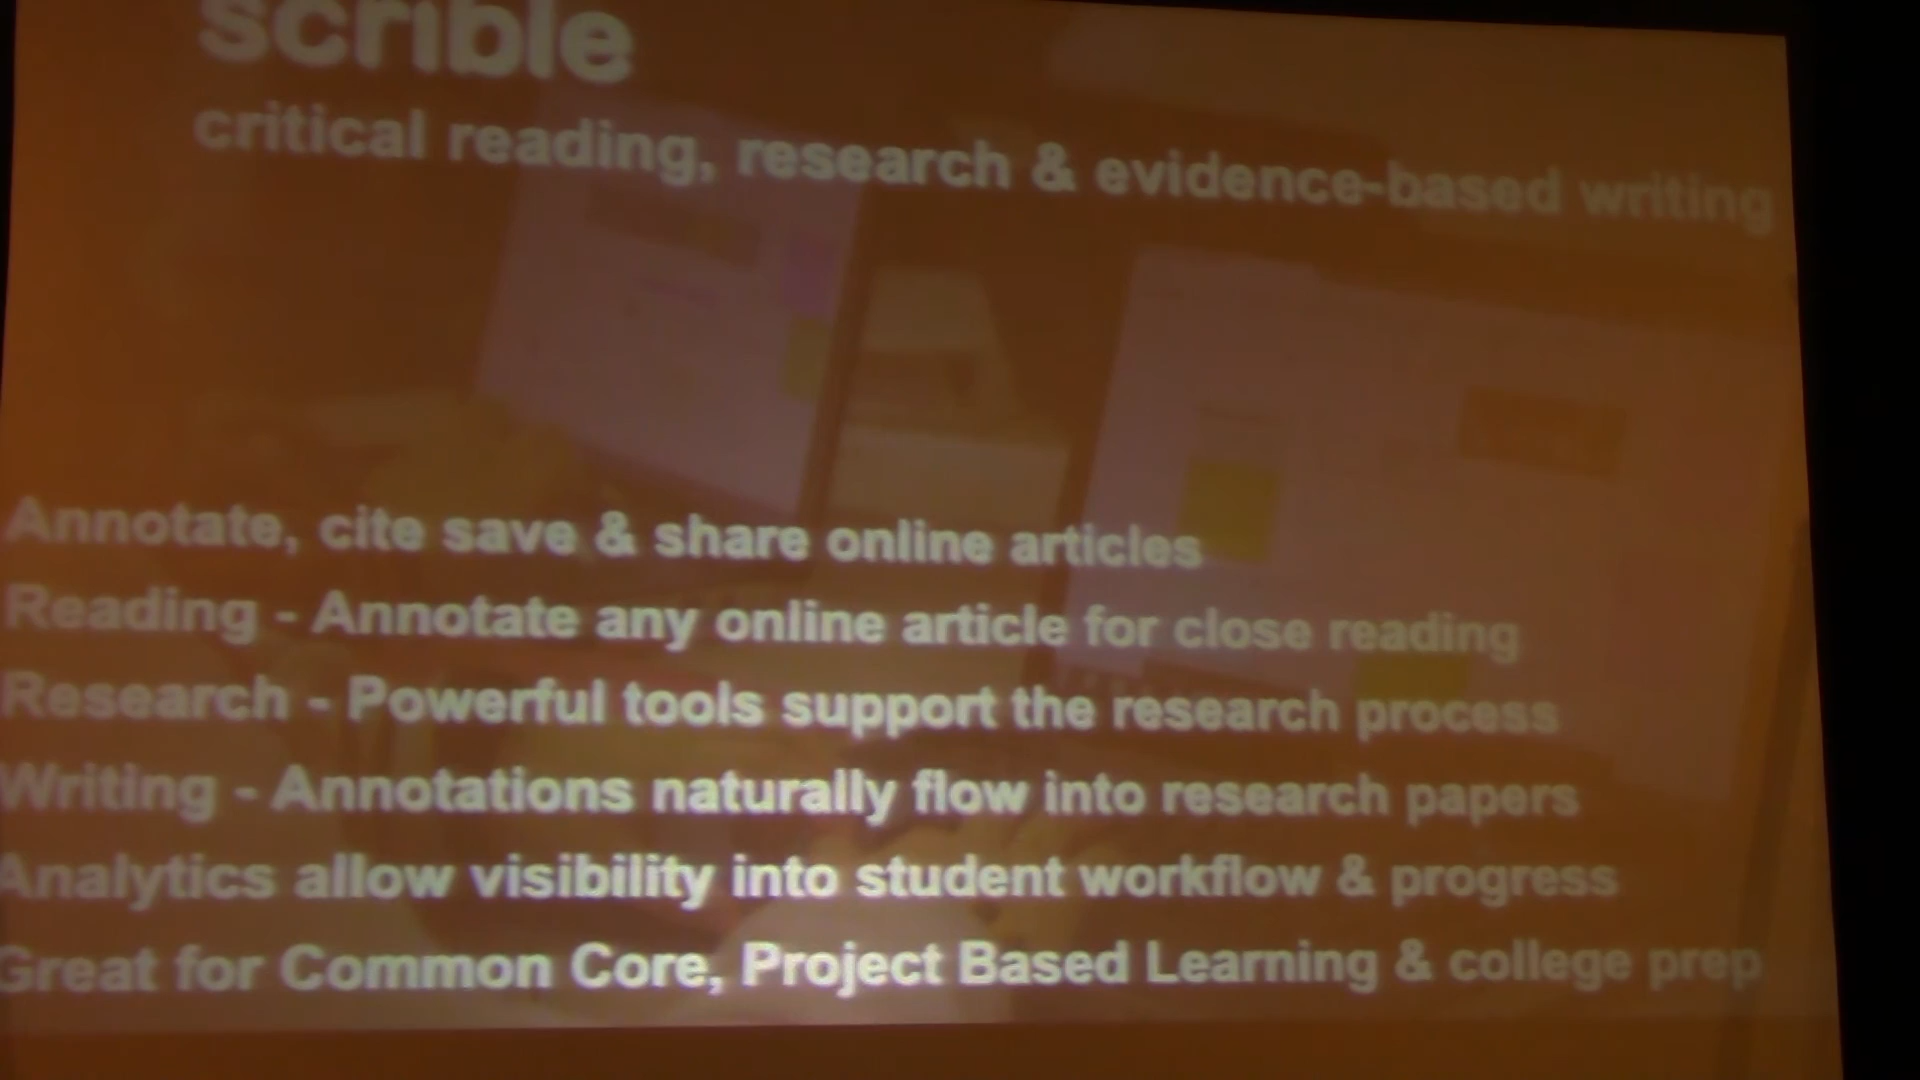 scrible
critical reading, research & evidence-based writing
Annotate, cite save & share online articles
Reading - Annotate any online article for close reading
Research - Powerful tools support the research process
Writing - Annotations naturally flow into research papers
Analytics allow visibility into student workflow & progress
Great for Common Core, Project Based Learning & college prep